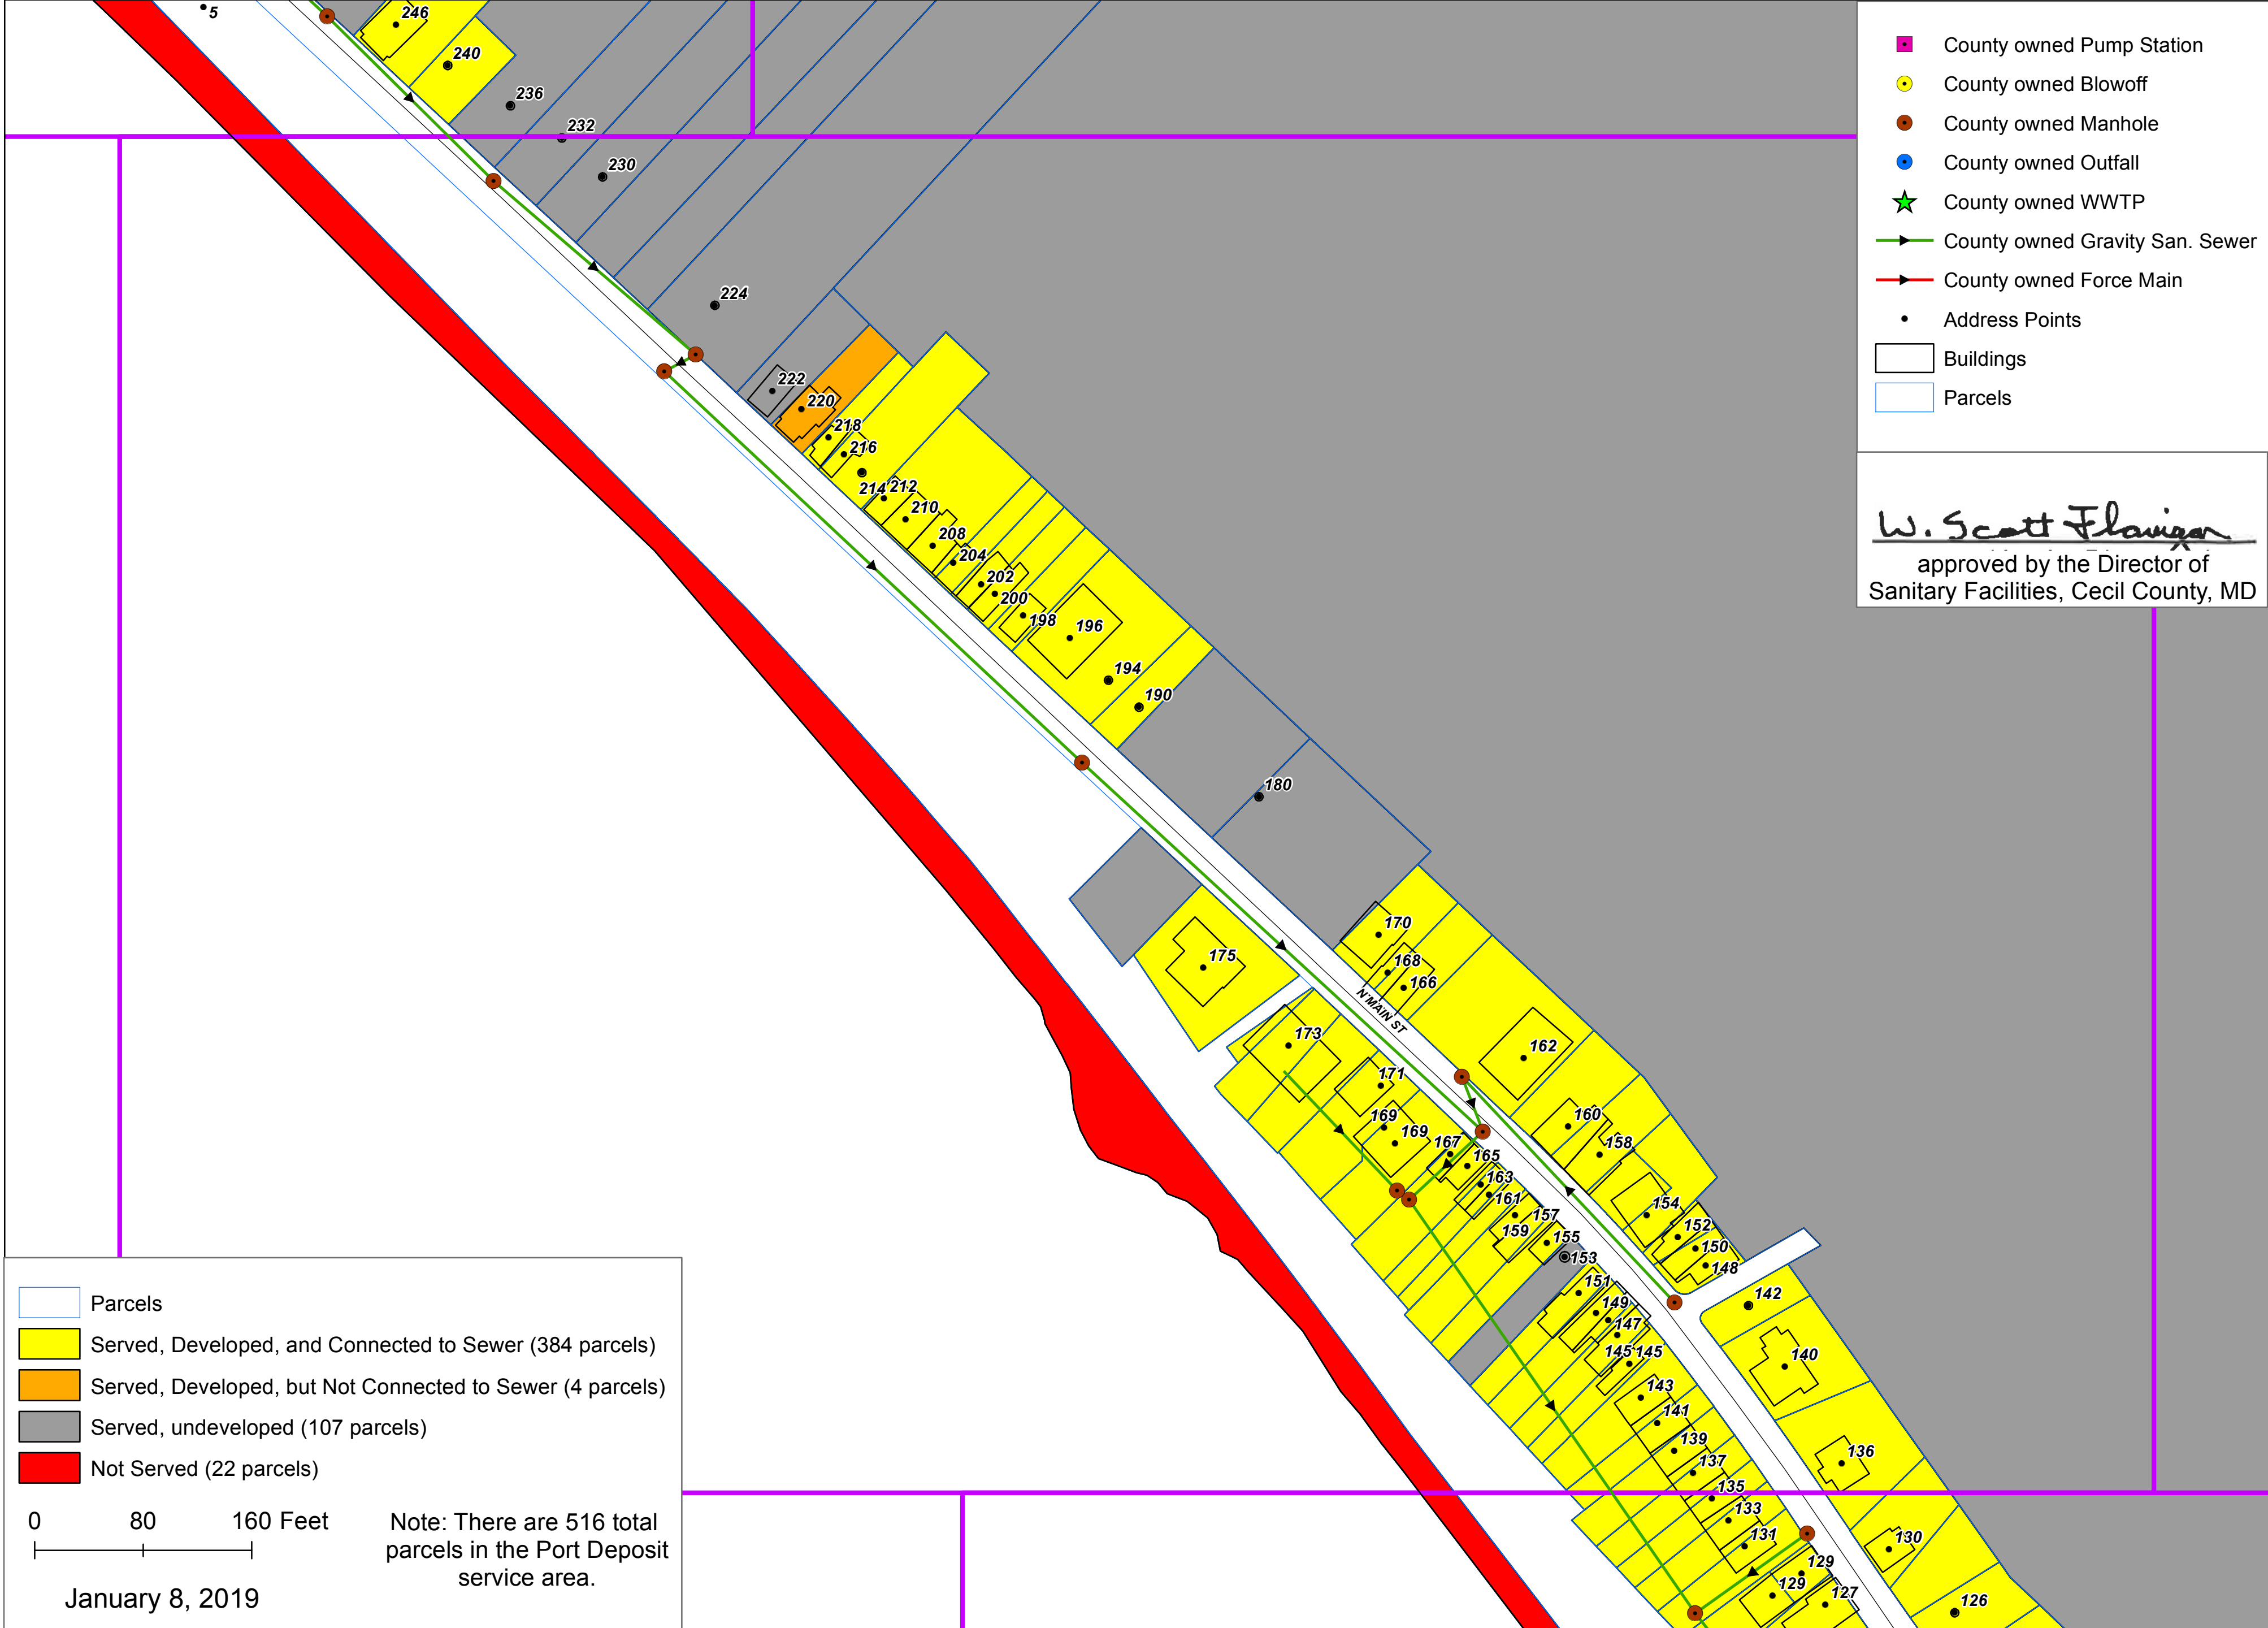 5
246
240
236
232
230
224
222
220
218
216
214
212
210
208
204
202
200
198
196
194
190
180
175
170
168
166
N MAIN ST
173
171
169
169
167
165
163
161
162
160
158
157
159
155
153
154
152
150
148
151
149
147
145
145
142
140
143
141
139
137
136
135
133
131
130
129
129
127
126
County owned Pump Station
County owned Blowoff
County owned Manhole
County owned Outfall
County owned WWTP
County owned Gravity San. Sewer
County owned Force Main
Address Points
Buildings
Parcels
W. Scott Flanigan
approved by the Director of
Sanitary Facilities, Cecil County, MD
Parcels
Served, Developed, and Connected to Sewer (384 parcels)
Served, Developed, but Not Connected to Sewer (4 parcels)
Served, undeveloped (107 parcels)
Not Served (22 parcels)
0 80 160 Feet
Note: There are 516 total
parcels in the Port Deposit
service area.
January 8, 2019